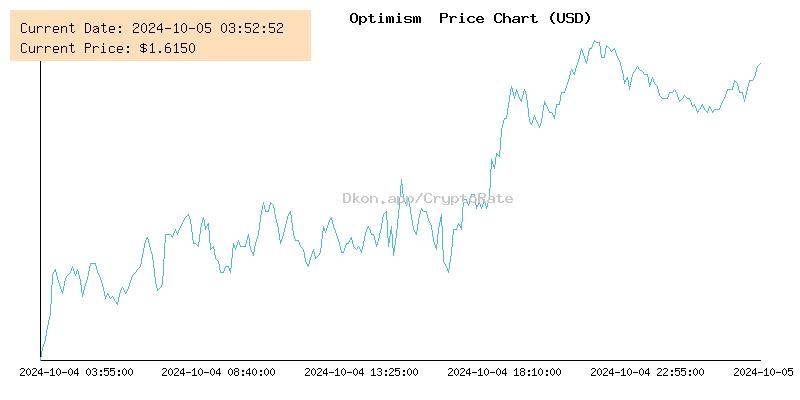 Optimism Price Chart (USD)
Current Date: 2024-10-05 03:52:52
Current Price: $1.6150
Dkon.app/CryptoRate
2024-10-04 03:55:00 2024-10-04 08:40:00 2024-10-04 13:25:00 2024-10-04 18:10:00 2024-10-04 22:55:00 2024-10-05